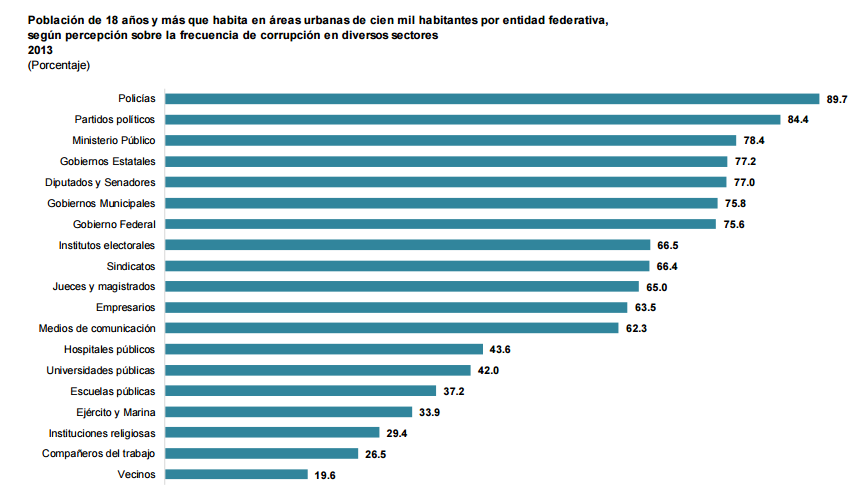 Población de 18 años y más que habita en áreas urbanas de cien mil habitantes por entidad federativa,
según percepción sobre la frecuencia de corrupción en diversos sectores
2013
(Porcentaje)
Policías 89.7
Partidos políticos 84.4
Ministerio Público 78.4
Gobiernos Estatales 77.2
Diputados y Senadores 77.0
Gobiernos Municipales 75.8
Gobierno Federal 75.6
Institutos electorales 66.5
Sindicatos 66.4
Jueces y magistrados 65.0
Empresarios 63.5
Medios de comunicación 62.3
Hospitales públicos 43.6
Universidades públicas 42.0
Escuelas públicas 37.2
Ejército y Marina 33.9
Instituciones religiosas 29.4
Compañeros del trabajo 26.5
Vecinos 19.6